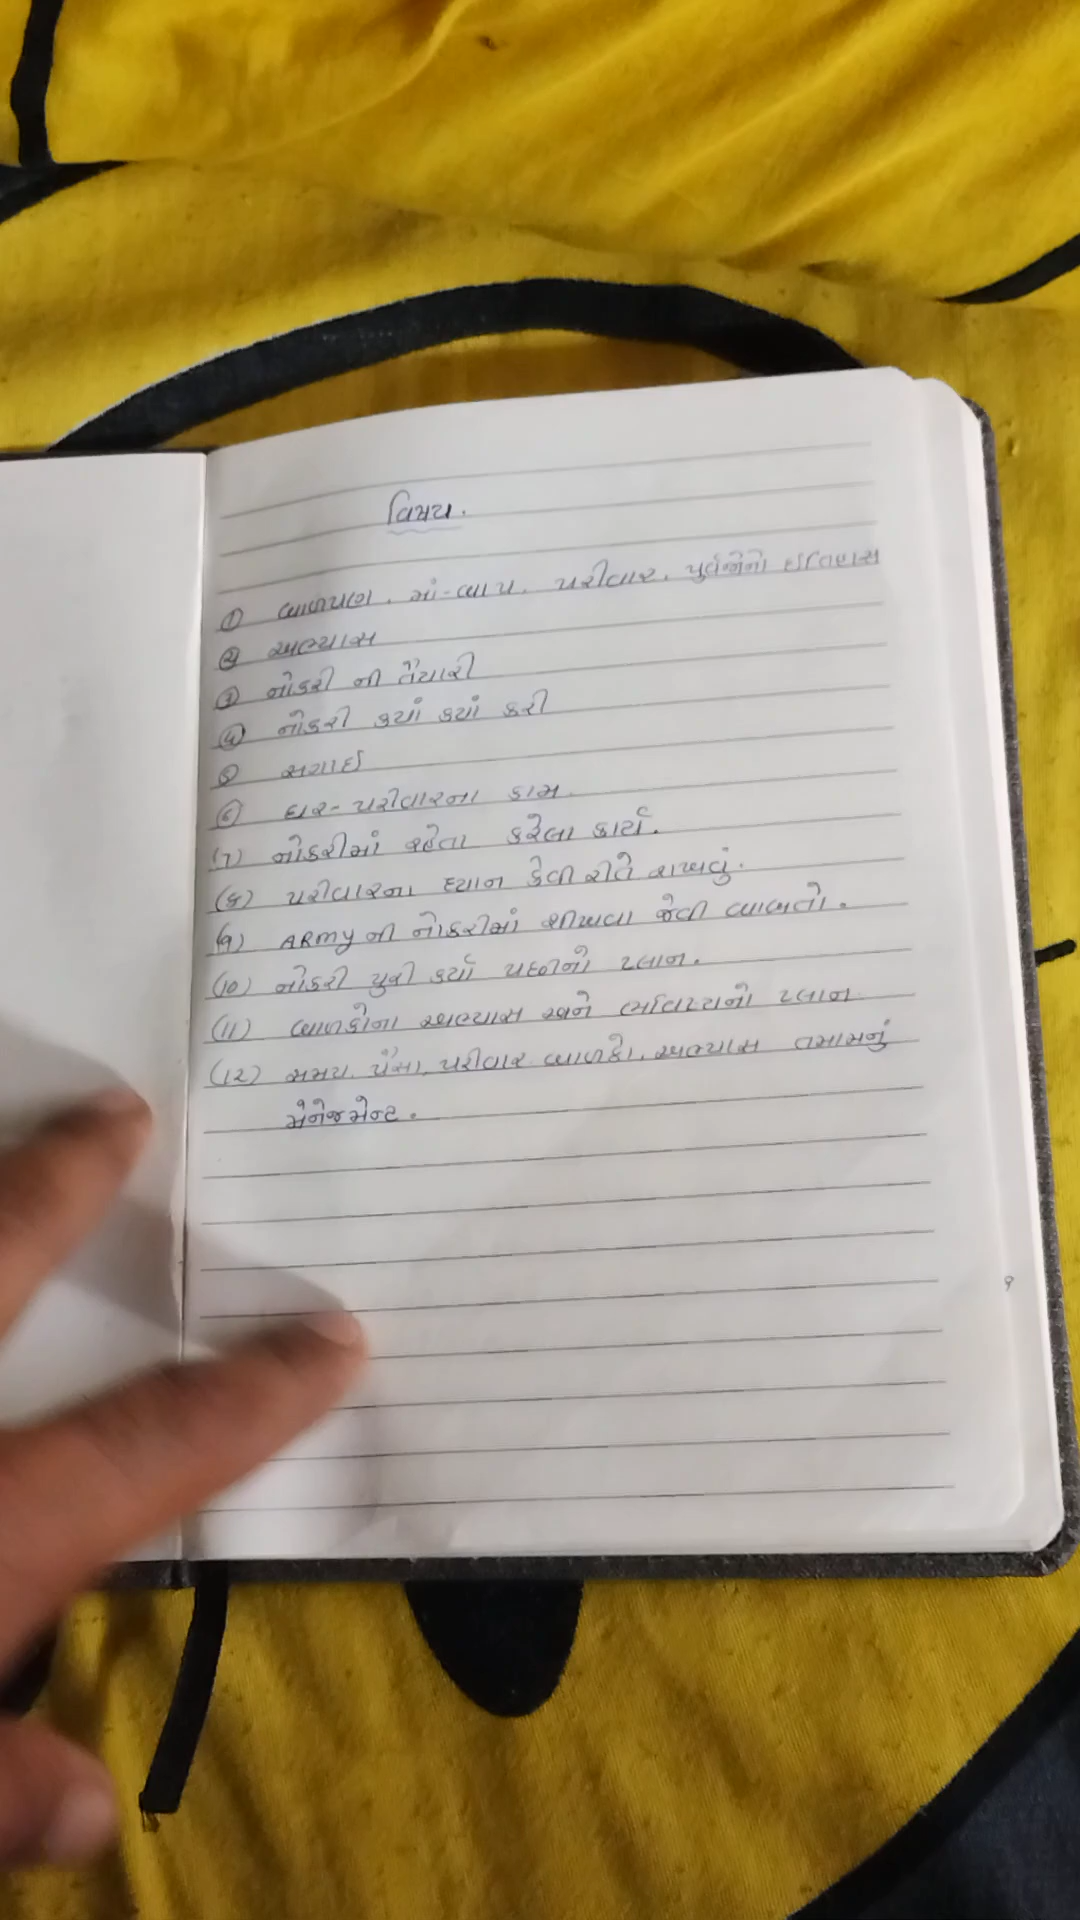 વિષય.
① બાળપણ, માં-બાપ, પરીવાર, પુર્વજોનો ઈતિહાસ
② અભ્યાસ
③ નોકરી ની તૈયારી
④ નોકરી કયાં કયાં કરી
⑤ સગાઈ
⑥ ઘર-પરીવારના કામ.
(7) નોકરીમાં રહેતા કરેલા કાર્ય.
(8) પરીવારના ધ્યાન કેવી રીતે રાખવું.
(9) ARMY ની નોકરીમાં શીખવા જેવી બાબતો.
(10) નોકરી પુરી કર્યા પછીનો પ્લાન.
(11) બાળકોના અભ્યાસ અને ભવિષ્યનો પ્લાન
(12) સમય, પૈસા, પરીવાર બાળકો, અભ્યાસ તમામનું
મેનેજમેન્ટ.